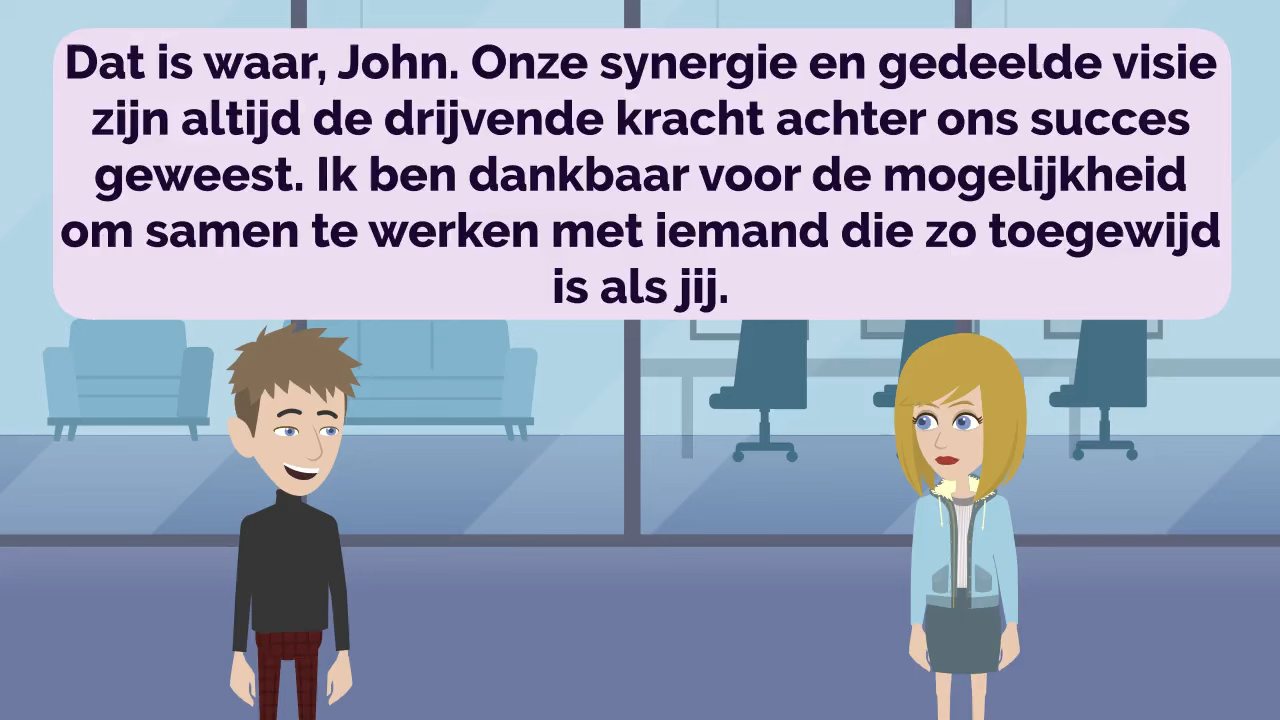 Dat is waar, John. Onze synergie en gedeelde visie
zijn altijd de drijvende kracht achter ons succes
geweest. Ik ben dankbaar voor de mogelijkheid
om samen te werken met iemand die zo toegewijd
is als jij.